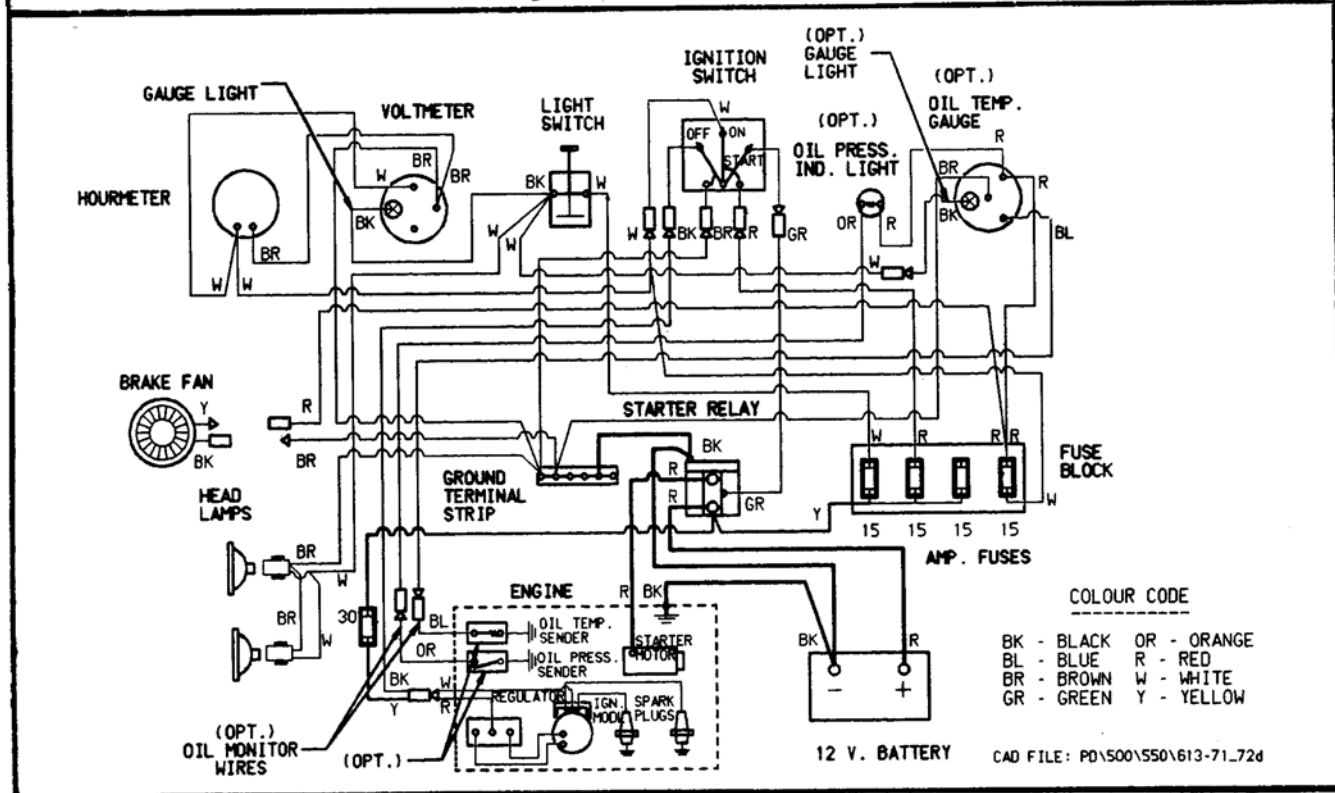 (OPT.)
GAUGE
LIGHT
IGNITION
SWITCH
(OPT.)
OIL TEMP.
GAUGE
GAUGE LIGHT
VOLTMETER
LIGHT
SWITCH
(OPT.)
OIL PRESS.
IND. LIGHT
W
OFF
ON
START
R
BR
BR
W
BK
W
BR
R
HOURMETER
BK
BK
OR
R
BL
W
BK
BR
R
GR
BR
W
W
W
W
W
BRAKE FAN
Y
R
BK
BR
STARTER RELAY
BK
W
R
R
R
FUSE
BLOCK
HEAD
LAMPS
GROUND
TERMINAL
STRIP
R
R
GR
Y
W
15
15
15
15
AMP. FUSES
BR
W
BR
W
30
ENGINE
R
BK
BL
OIL TEMP.
SENDER
OR
OIL PRESS.
SENDER
STARTER
MOTOR
BK
R
-
+
BK
Y
W
R
REGULATOR
IGN.
MODL
SPARK
PLUGS
(OPT.)
OIL MONITOR
WIRES
(OPT.)
12 V. BATTERY
COLOUR CODE
BK - BLACK OR - ORANGE
BL - BLUE R - RED
BR - BROWN W - WHITE
GR - GREEN Y - YELLOW
CAD FILE: PD\500\550\613-71_72d